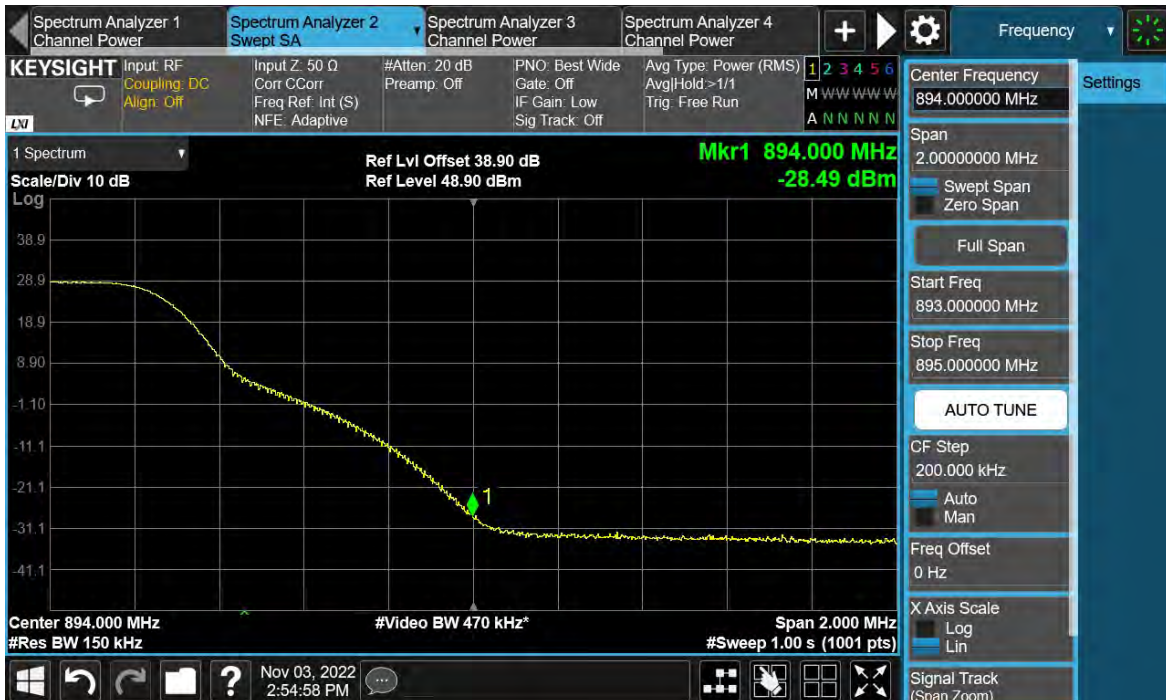 Spectrum Analyzer 1
Channel Power
Spectrum Analyzer 2
Swept SA
Spectrum Analyzer 3
Channel Power
Spectrum Analyzer 4
Channel Power
+
Frequency
KEYSIGHT
LXI
Input: RF
Coupling: DC
Align: Off
Input Z: 50 Ω
Corr CCorr
Freq Ref: Int (S)
NFE: Adaptive
#Atten: 20 dB
Preamp: Off
PNO: Best Wide
Gate: Off
IF Gain: Low
Sig Track: Off
Avg Type: Power (RMS)
Avg|Hold:>1/1
Trig: Free Run
1 2 3 4 5 6
M W W W W W
A N N N N N
1 Spectrum
Scale/Div 10 dB
Log
Ref Lvl Offset 38.90 dB
Ref Level 48.90 dBm
Mkr1 894.000 MHz
-28.49 dBm
38.9
28.9
18.9
8.90
-1.10
-11.1
-21.1
-31.1
-41.1
1
Center 894.000 MHz
#Res BW 150 kHz
#Video BW 470 kHz*
Span 2.000 MHz
#Sweep 1.00 s (1001 pts)
?
Nov 03, 2022
2:54:58 PM
Center Frequency
894.000000 MHz
Span
2.00000000 MHz
Swept Span
Zero Span
Full Span
Start Freq
893.000000 MHz
Stop Freq
895.000000 MHz
AUTO TUNE
CF Step
200.000 kHz
Auto
Man
Freq Offset
0 Hz
X Axis Scale
Log
Lin
Signal Track
(Span Zoom)
Settings